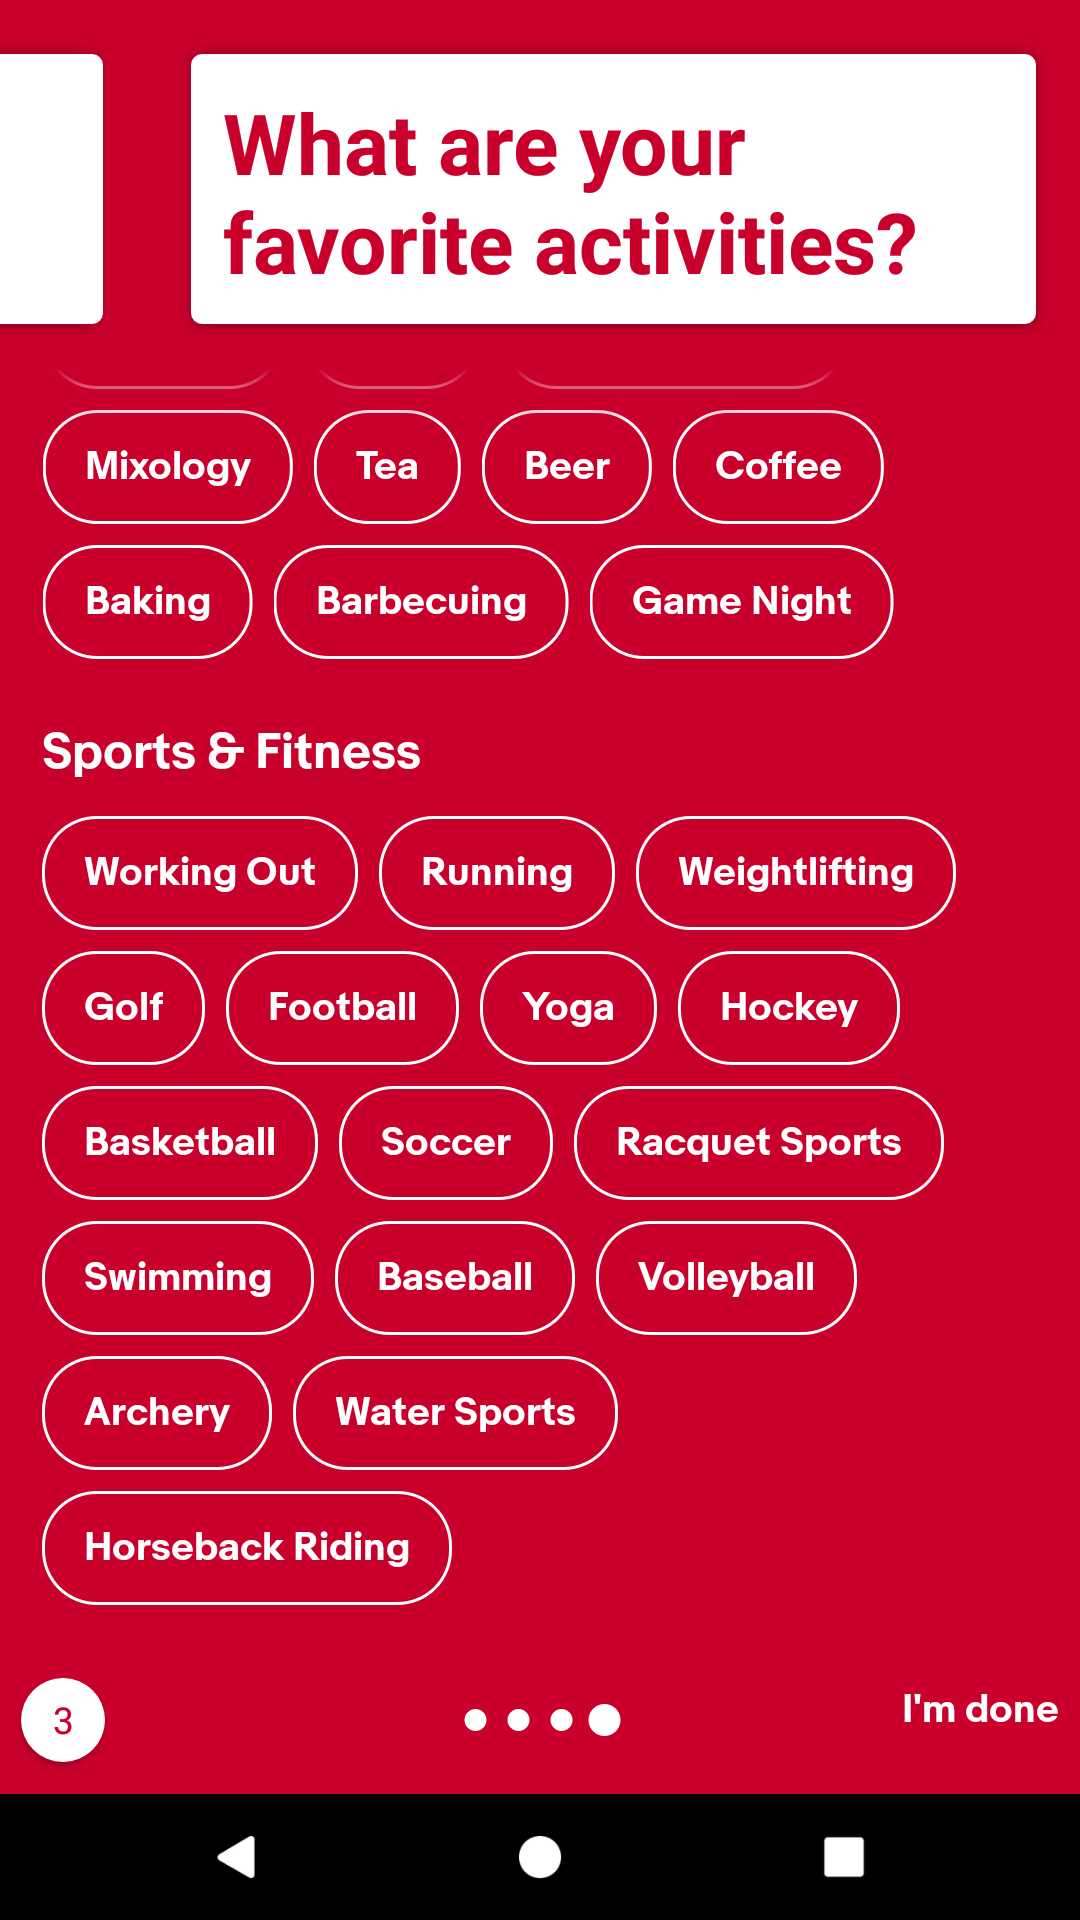 What are your
favorite activities?
Mixology Tea Beer Coffee
Baking Barbecuing Game Night
Sports & Fitness
Working Out Running Weightlifting
Golf Football Yoga Hockey
Basketball Soccer Racquet Sports
Swimming Baseball Volleyball
Archery Water Sports
Horseback Riding
3 I'm done